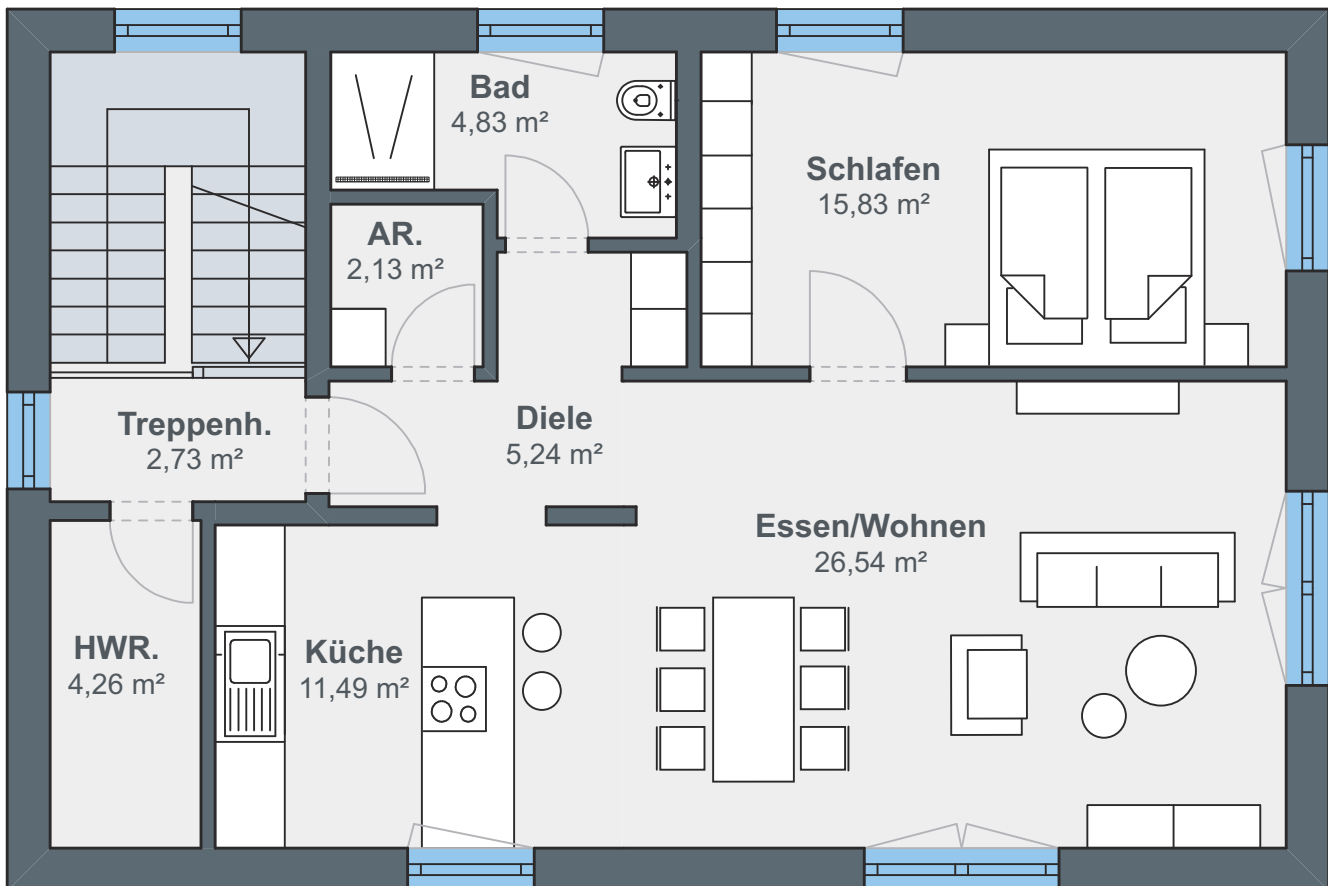 Bad
4,83 m²
Schlafen
15,83 m²
AR.
2,13 m²
Treppenh.
2,73 m²
Diele
5,24 m²
Essen/Wohnen
26,54 m²
HWR.
4,26 m²
Küche
11,49 m²